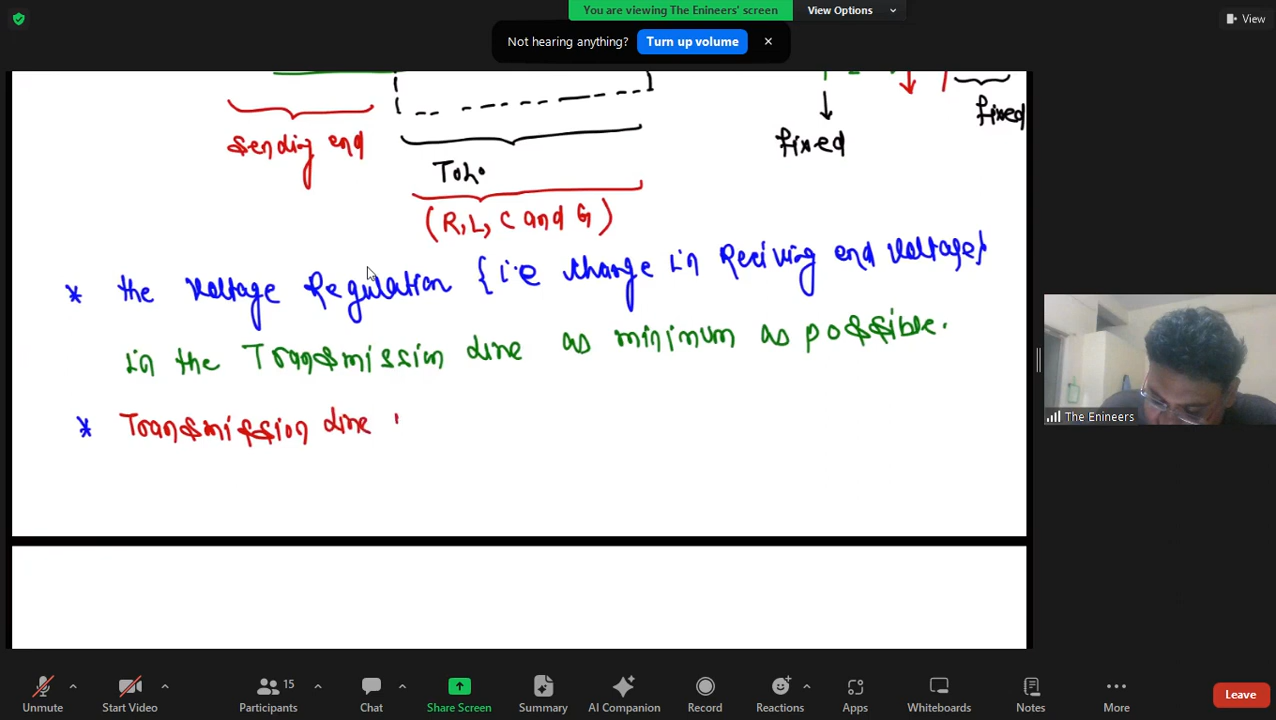 You are viewing The Enineers' screen
View Options
View
Not hearing anything?
Turn up volume
Sending end
fixed
fixed
T.L.
(R, L, C and G)
* the voltage Regulation {i.e change in Reciving end voltage}
in the Transmission line as minimum as possible.
* Transmission line
The Enineers
Unmute
Start Video
15
Participants
Chat
Share Screen
Summary
AI Companion
Record
Reactions
Apps
Whiteboards
Notes
More
Leave